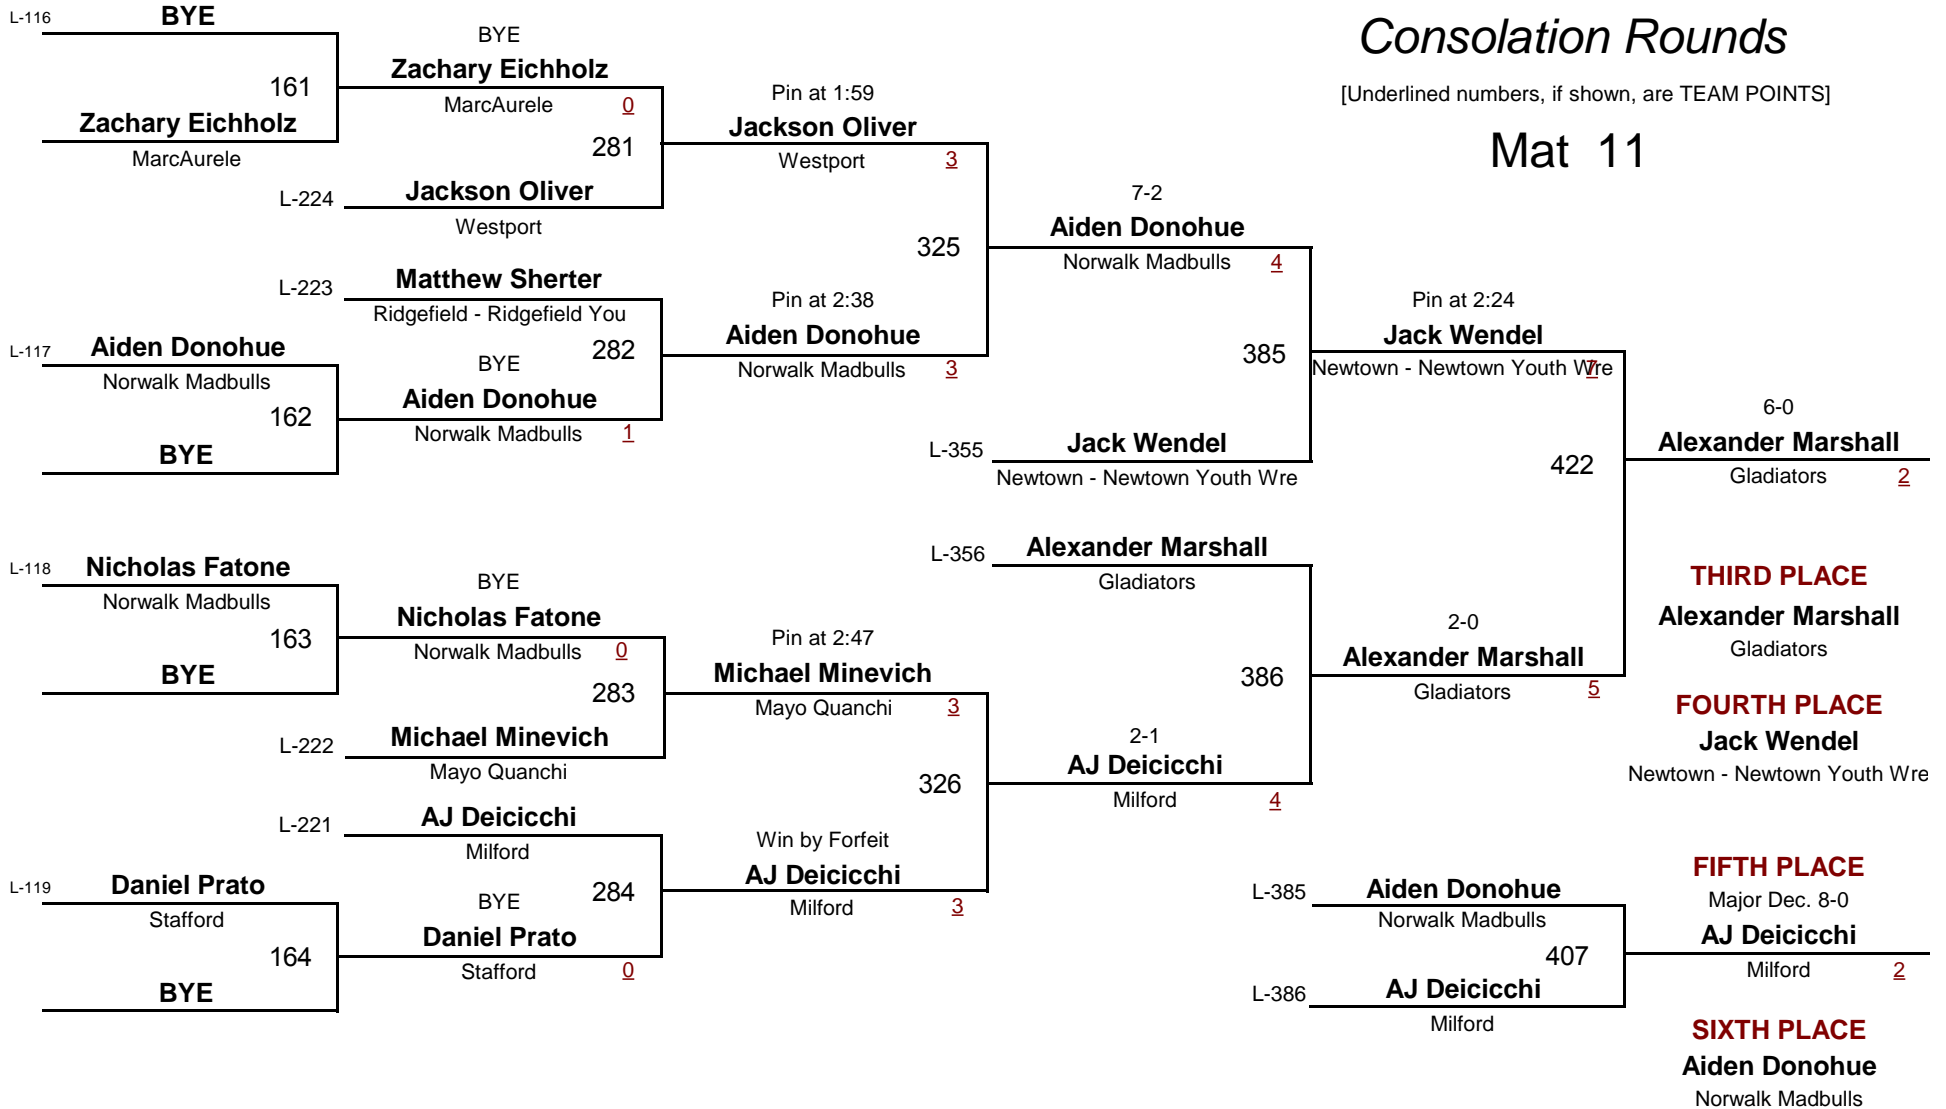 Consolation Rounds
[Underlined numbers, if shown, are TEAM POINTS]
Mat 11
L-116
BYE
161
Zachary Eichholz
MarcAurele
BYE
Zachary Eichholz
MarcAurele
0
281
L-224
Jackson Oliver
Westport
Pin at 1:59
Jackson Oliver
Westport
3
L-223
Matthew Sherter
Ridgefield - Ridgefield You
282
L-117
Aiden Donohue
Norwalk Madbulls
162
BYE
BYE
Aiden Donohue
Norwalk Madbulls
1
Pin at 2:38
Aiden Donohue
Norwalk Madbulls
3
325
7-2
Aiden Donohue
Norwalk Madbulls
4
385
L-355
Jack Wendel
Newtown - Newtown Youth Wre
Pin at 2:24
Jack Wendel
Newtown - Newtown Youth Wre
7
422
6-0
Alexander Marshall
Gladiators
2
L-118
Nicholas Fatone
Norwalk Madbulls
163
BYE
BYE
Nicholas Fatone
Norwalk Madbulls
0
283
L-222
Michael Minevich
Mayo Quanchi
Pin at 2:47
Michael Minevich
Mayo Quanchi
3
L-221
AJ Deicicchi
Milford
284
L-119
Daniel Prato
Stafford
164
BYE
BYE
Daniel Prato
Stafford
0
Win by Forfeit
AJ Deicicchi
Milford
3
326
L-356
Alexander Marshall
Gladiators
386
2-1
AJ Deicicchi
Milford
4
2-0
Alexander Marshall
Gladiators
5
THIRD PLACE
Alexander Marshall
Gladiators
FOURTH PLACE
Jack Wendel
Newtown - Newtown Youth Wre
L-385
Aiden Donohue
Norwalk Madbulls
407
L-386
AJ Deicicchi
Milford
FIFTH PLACE
Major Dec. 8-0
AJ Deicicchi
Milford
2
SIXTH PLACE
Aiden Donohue
Norwalk Madbulls